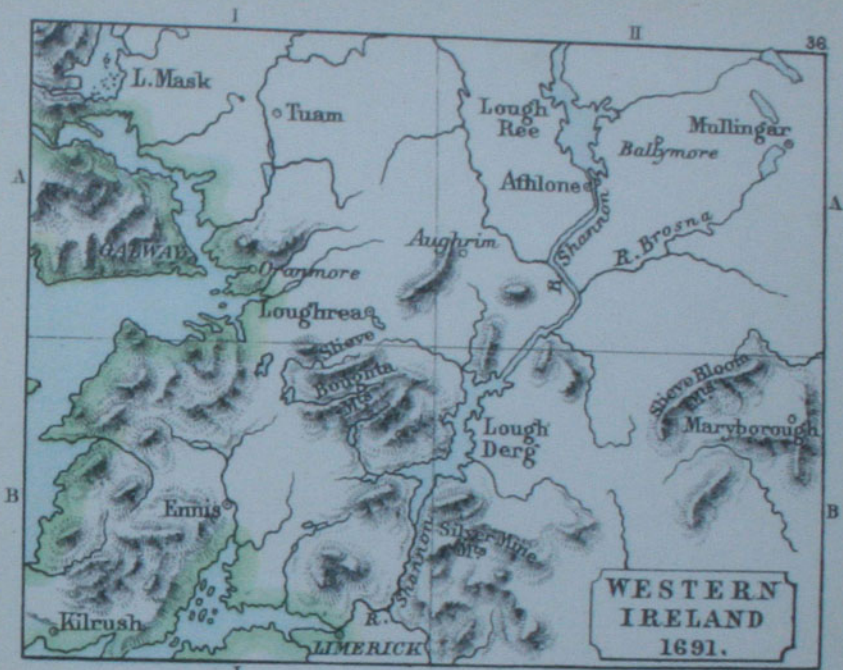 I
II
36
L. Mask
Tuam
Lough
Ree
Mullingar
Ballymore
A
Athlone
A
R. Shannon
R. Brosna
GALWAY
Aughrim
Oranmore
Loughrea
Slieve
Boughta
Mts
Slieve Bloom
Mts
Maryborough
Lough
Derg
B
Ennis
B
Silver Mine
Mts
R. Shannon
Kilrush
LIMERICK
WESTERN
IRELAND
1691.